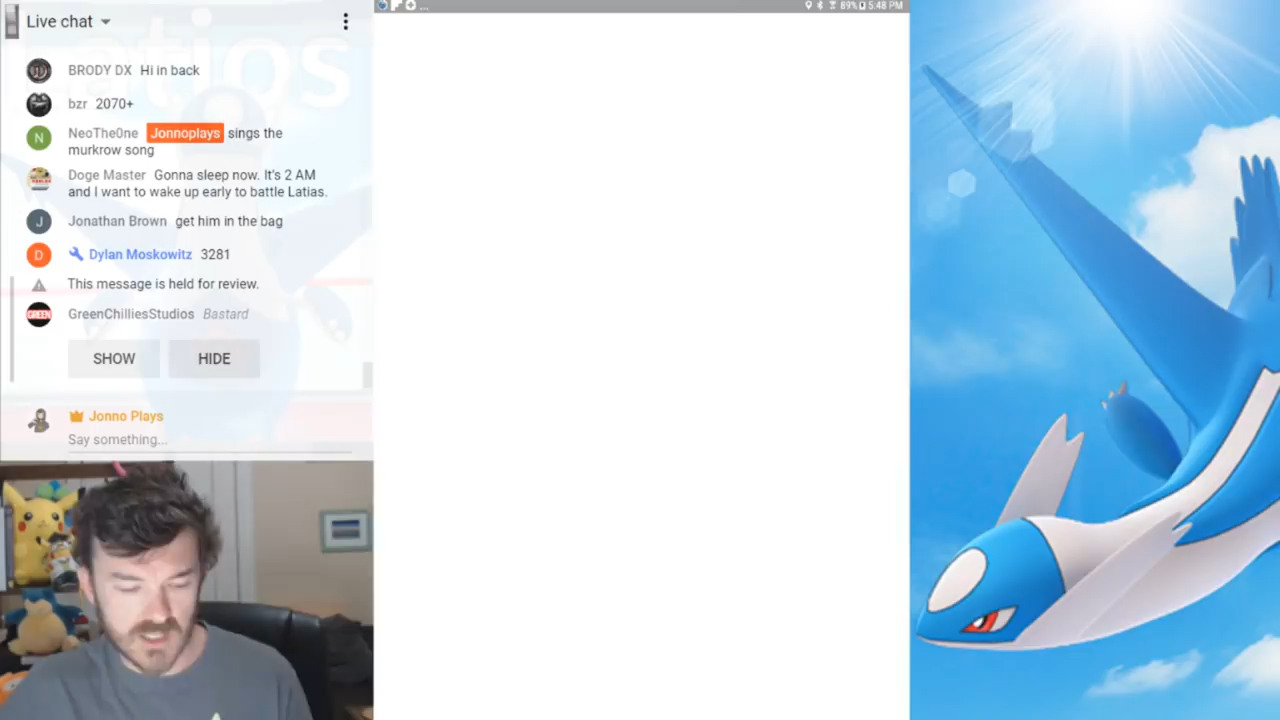 Live chat
... 89% 5:48 PM
Latios
BRODY DX Hi in back
bzr 2070+
NeoThe0ne Jonnoplays sings the
murkrow song
Doge Master Gonna sleep now. It's 2 AM
and I want to wake up early to battle Latias.
J Jonathan Brown get him in the bag
D Dylan Moskowitz 3281
This message is held for review.
GREEN GreenChilliesStudios Bastard
SHOW HIDE
Jonno Plays
Say something...